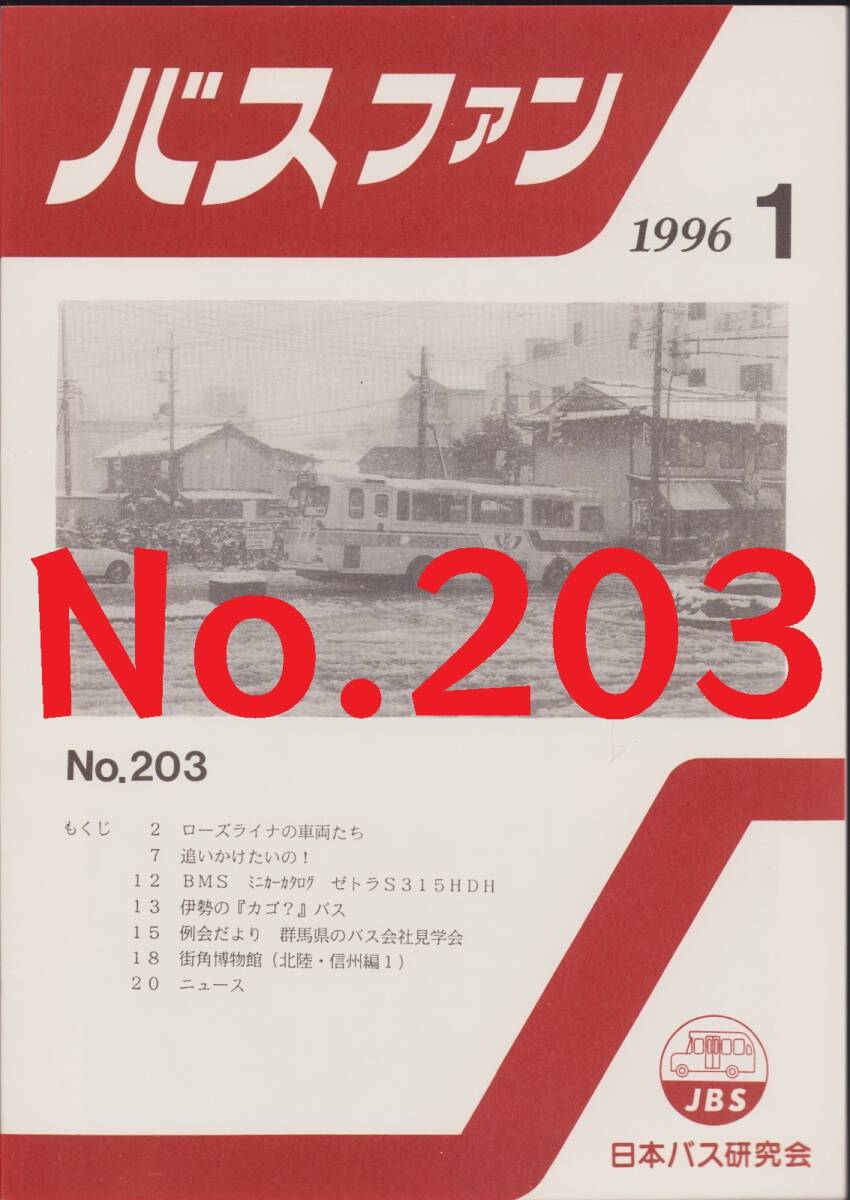 バスファン
1996 1
No.203
No.203
もくじ 2 ローズライナの車両たち
7 追いかけたいの！
12 BMS ﾐﾆｶｰｶﾀﾛｸﾞ ゼトラS315HDH
13 伊勢の『カゴ？』バス
15 例会だより 群馬県のバス会社見学会
18 街角博物館（北陸・信州編1）
20 ニュース
JBS
日本バス研究会